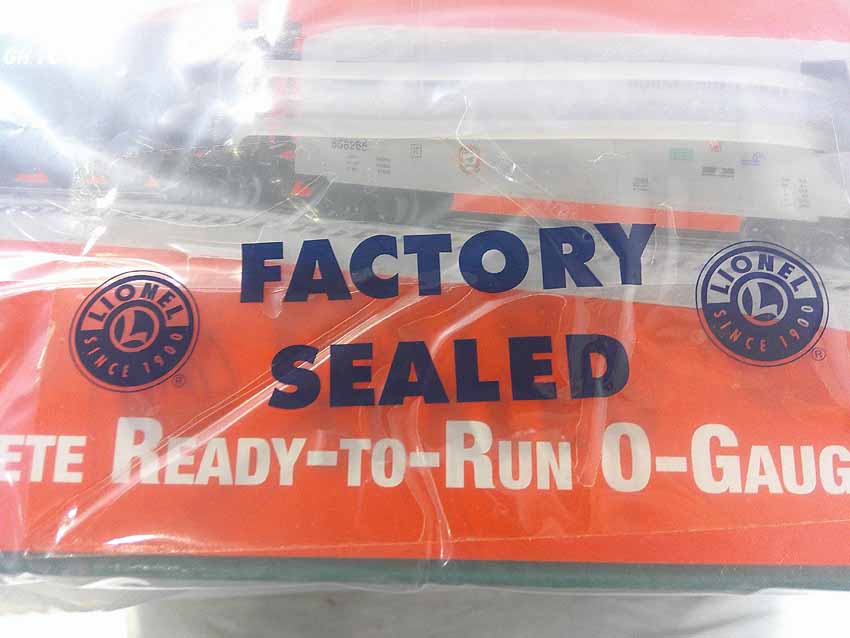 FACTORY
SEALED
LIONEL
L
SINCE 1900
®
LIONEL
L
SINCE 1900
®
ETE READY-TO-RUN O-GAUG